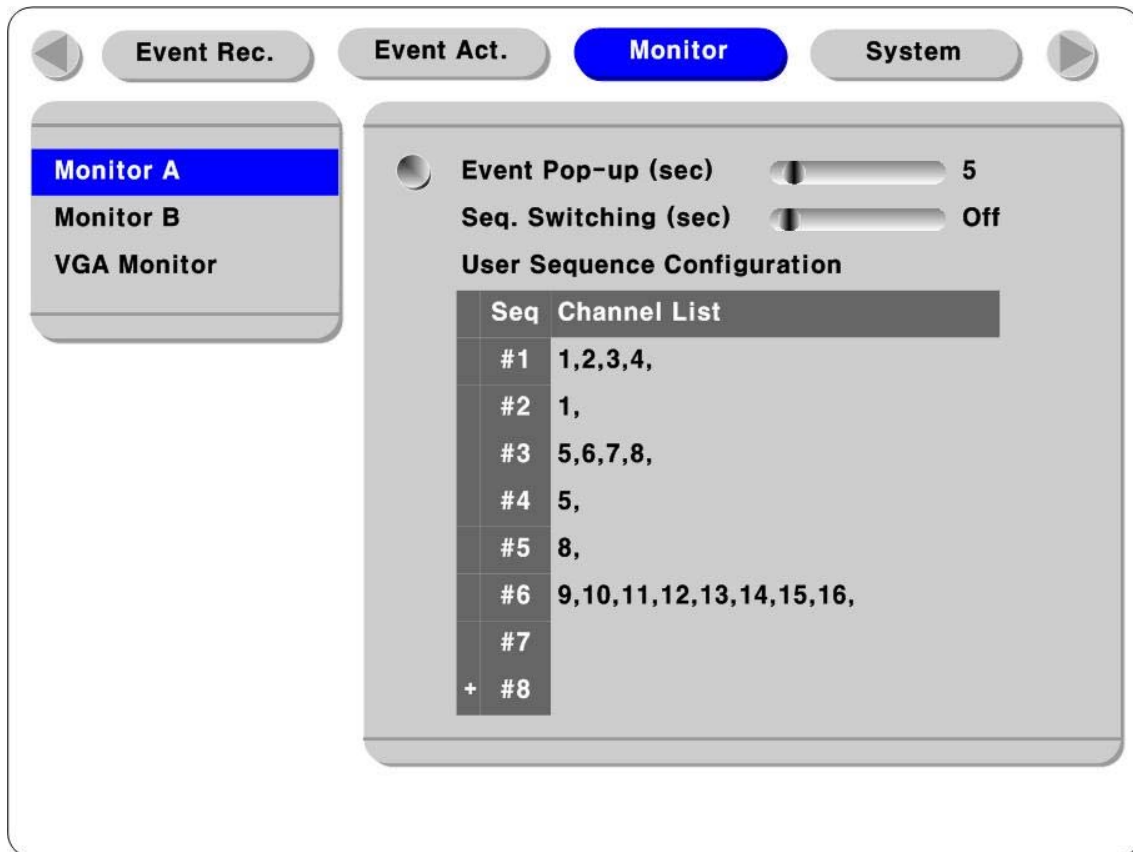 Event Rec. Event Act. Monitor System
Monitor A
Monitor B
VGA Monitor
Event Pop-up (sec) 5
Seq. Switching (sec) Off
User Sequence Configuration
Seq Channel List
#1 1,2,3,4,
#2 1,
#3 5,6,7,8,
#4 5,
#5 8,
#6 9,10,11,12,13,14,15,16,
#7
+ #8